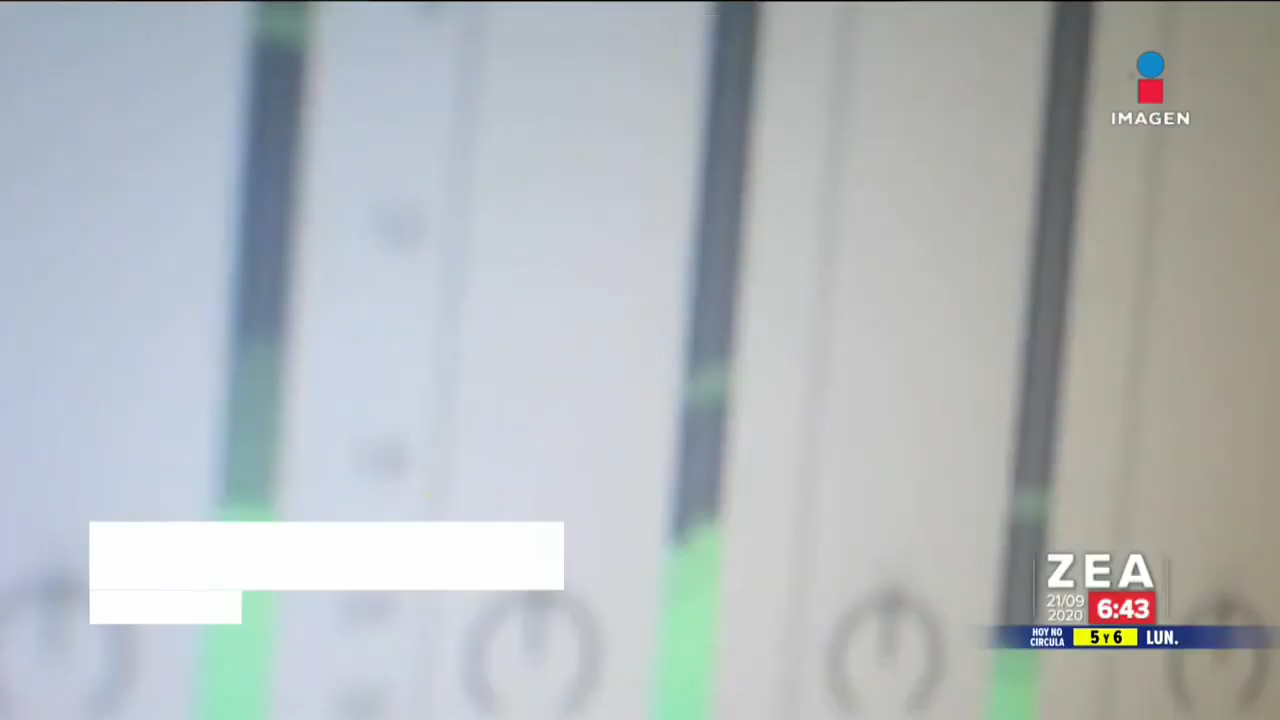 IMAGEN
ZEA
21/09
2020
6:43
HOY NO
CIRCULA
5 Y 6
LUN.